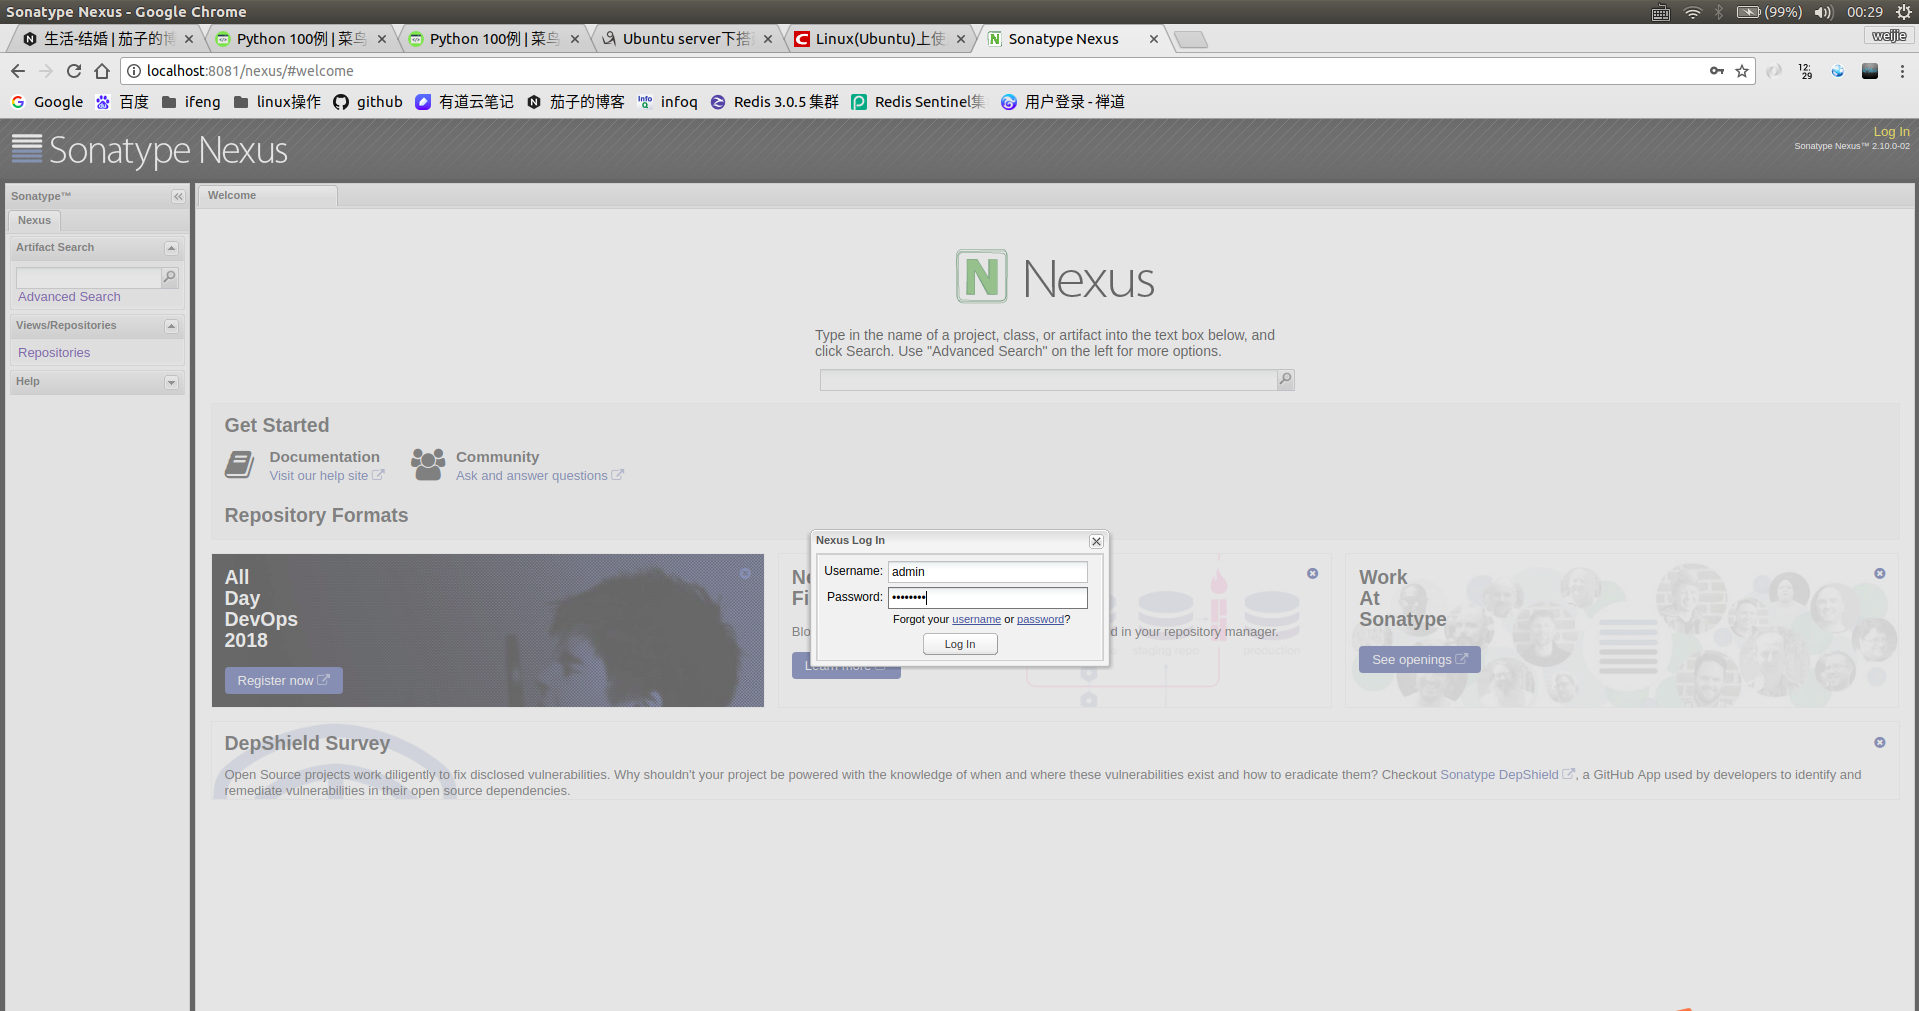 Sonatype Nexus - Google Chrome
(99%) 00:29
生活-结婚 | 茄子的博
Python 100例 | 菜鸟
Python 100例 | 菜鸟
Ubuntu server下搭
Linux(Ubuntu)上使
Sonatype Nexus
weijie
localhost:8081/nexus/#welcome
12:
29
Google
百度
ifeng
linux操作
github
有道云笔记
茄子的博客
infoq
Redis 3.0.5 集群
Redis Sentinel集
用户登录 - 禅道
Sonatype Nexus
Log In
Sonatype Nexus™ 2.10.0-02
Sonatype™
Nexus
Artifact Search
Advanced Search
Views/Repositories
Repositories
Help
Welcome
Nexus
Type in the name of a project, class, or artifact into the text box below, and
click Search. Use "Advanced Search" on the left for more options.
Get Started
Documentation
Visit our help site
Community
Ask and answer questions
Repository Formats
Nexus Log In
Username: admin
Password: ••••••••
Forgot your username or password?
Log In
All
Day
DevOps
2018
Register now
Ne
Fi
Blo
d in your repository manager.
Learn more
staging repo
production
Work
At
Sonatype
See openings
DepShield Survey
Open Source projects work diligently to fix disclosed vulnerabilities. Why shouldn't your project be powered with the knowledge of when and where these vulnerabilities exist and how to eradicate them? Checkout Sonatype DepShield , a GitHub App used by developers to identify and
remediate vulnerabilities in their open source dependencies.